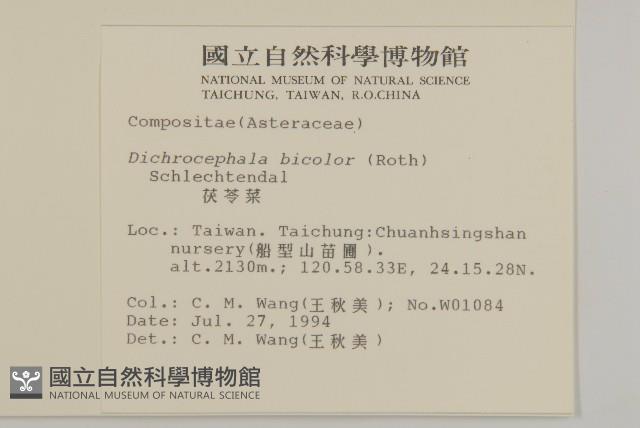 國立自然科學博物館
NATIONAL MUSEUM OF NATURAL SCIENCE
TAICHUNG, TAIWAN, R.O.CHINA
Compositae(Asteraceae)
Dichrocephala bicolor (Roth)
Schlechtendal
茯苓菜
Loc.: Taiwan. Taichung:Chuanhsingshan
nursery(船型山苗圃).
alt.2130m.; 120.58.33E, 24.15.28N.
Col.: C. M. Wang(王秋美); No.W01084
Date: Jul. 27, 1994
Det.: C. M. Wang(王秋美)
國立自然科學博物館
NATIONAL MUSEUM OF NATURAL SCIENCE